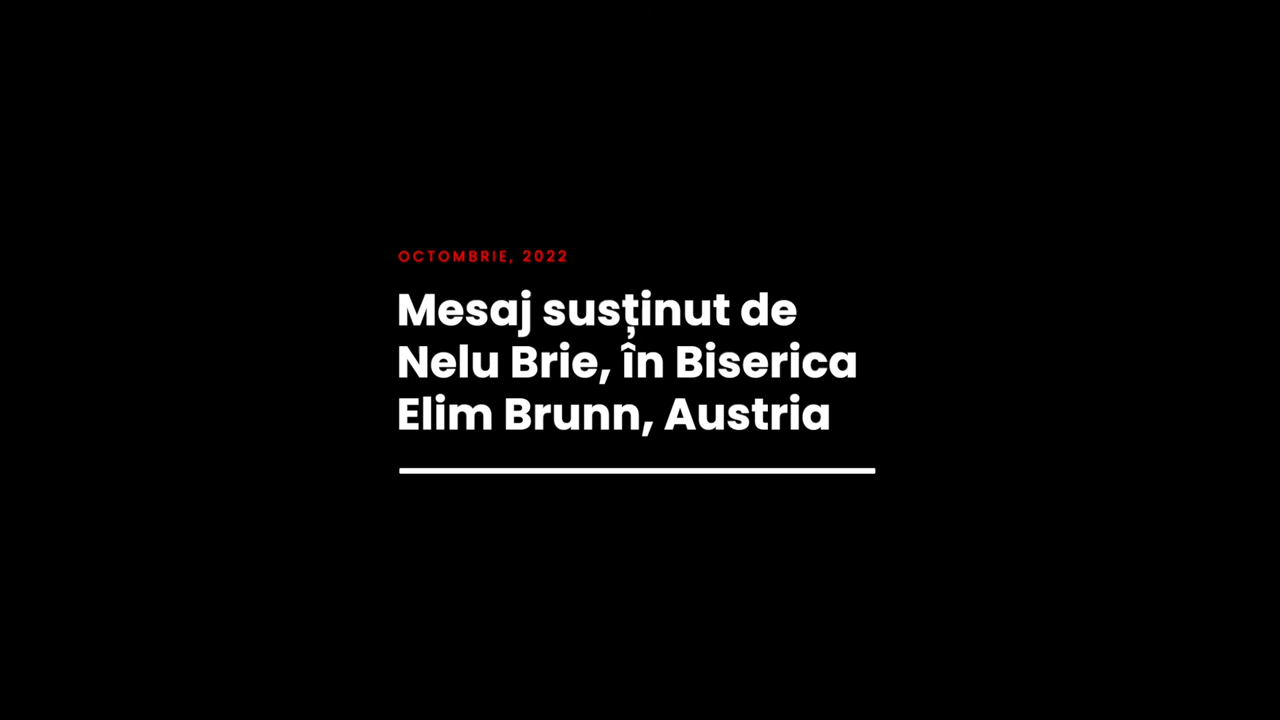 OCTOMBRIE, 2022
Mesaj susținut de
Nelu Brie, în Biserica
Elim Brunn, Austria